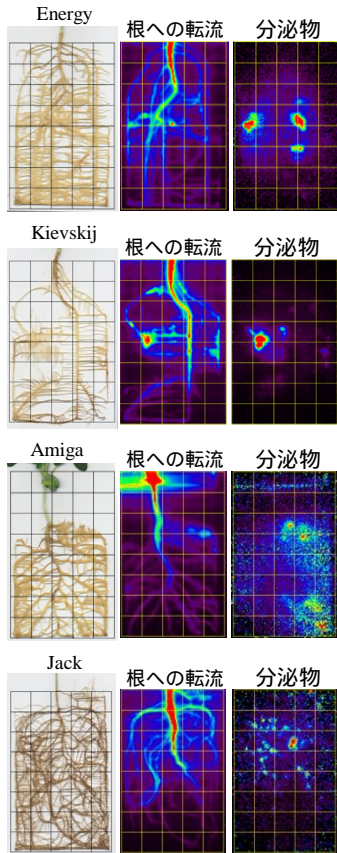 Energy
根への転流
分泌物
Kievskij
根への転流
分泌物
Amiga
根への転流
分泌物
Jack
根への転流
分泌物